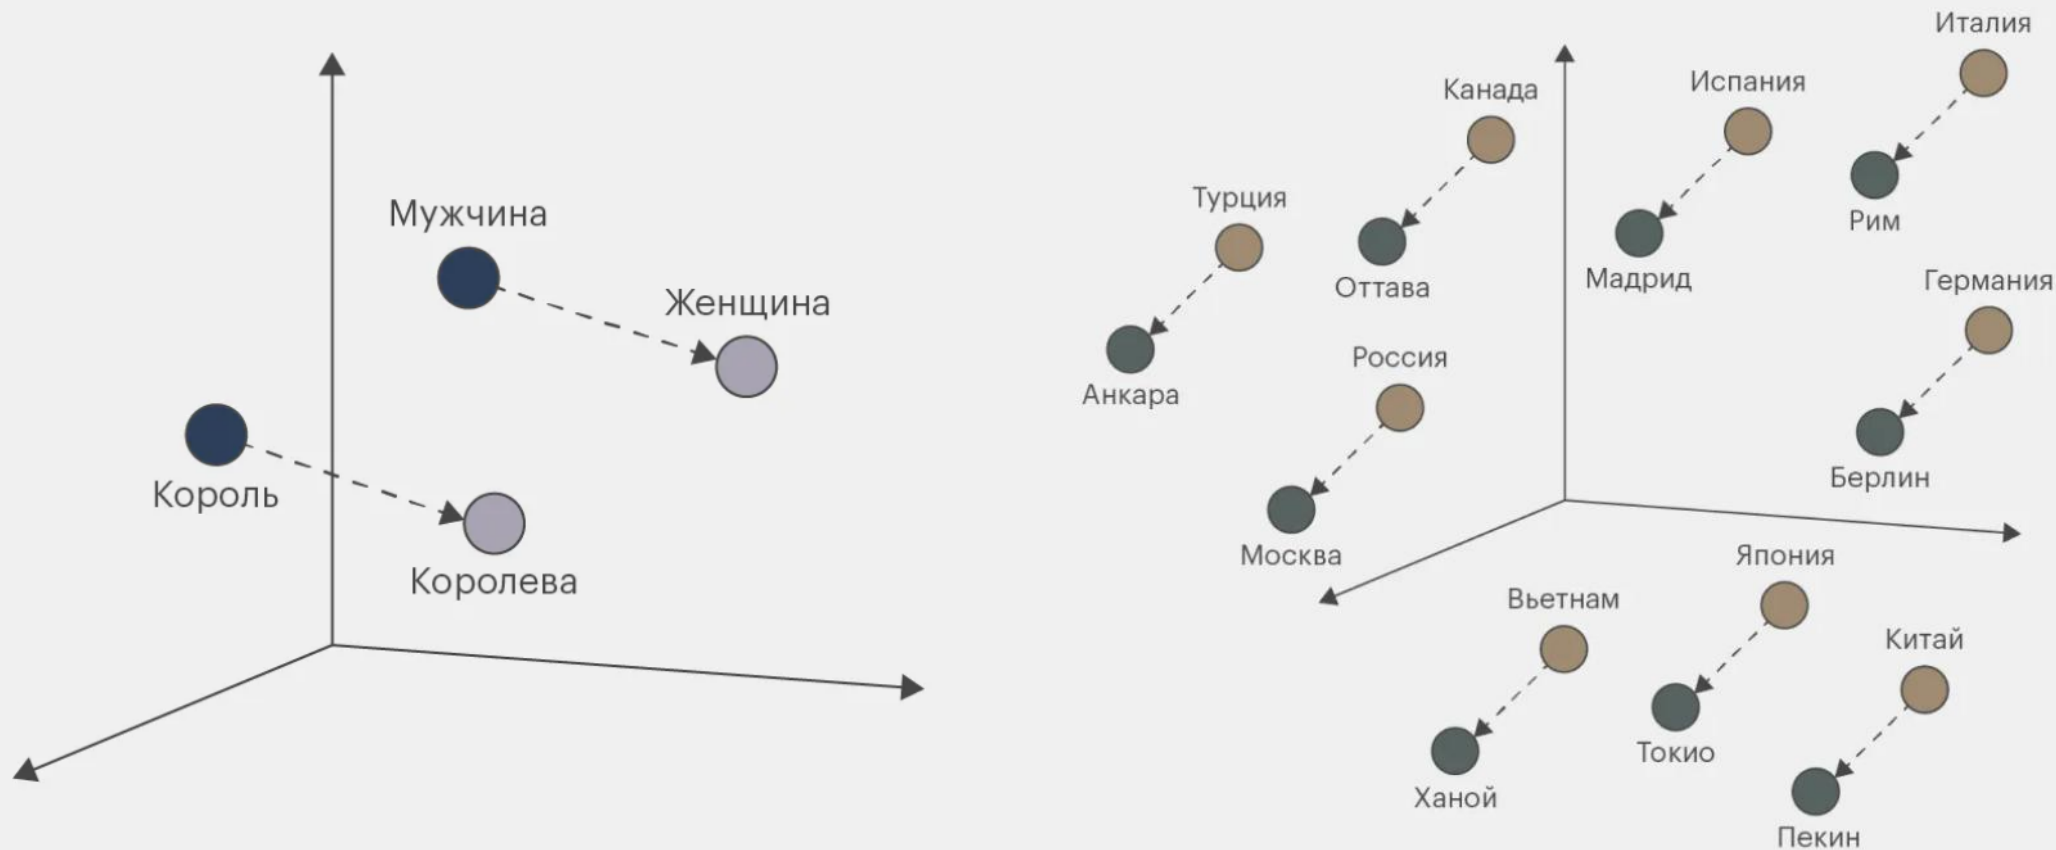 Мужчина
Женщина
Король
Королева
Италия
Канада
Испания
Турция
Рим
Оттава
Мадрид
Германия
Анкара
Россия
Берлин
Москва
Япония
Вьетнам
Китай
Токио
Ханой
Пекин